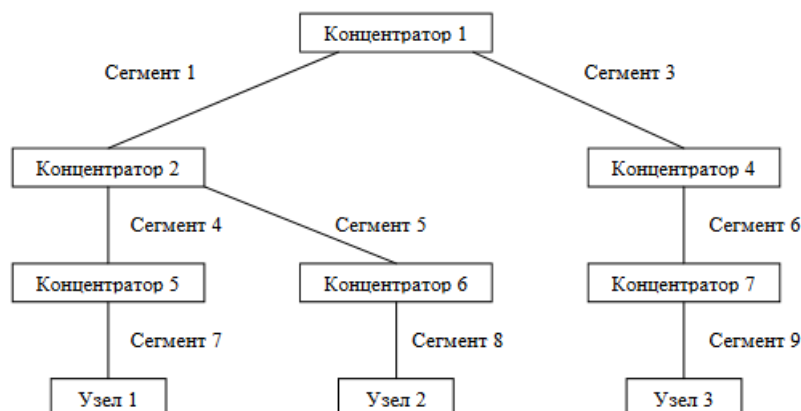 Концентратор 1
Сегмент 1
Сегмент 3
Концентратор 2
Концентратор 4
Сегмент 4
Сегмент 5
Сегмент 6
Концентратор 5
Концентратор 6
Концентратор 7
Сегмент 7
Сегмент 8
Сегмент 9
Узел 1
Узел 2
Узел 3